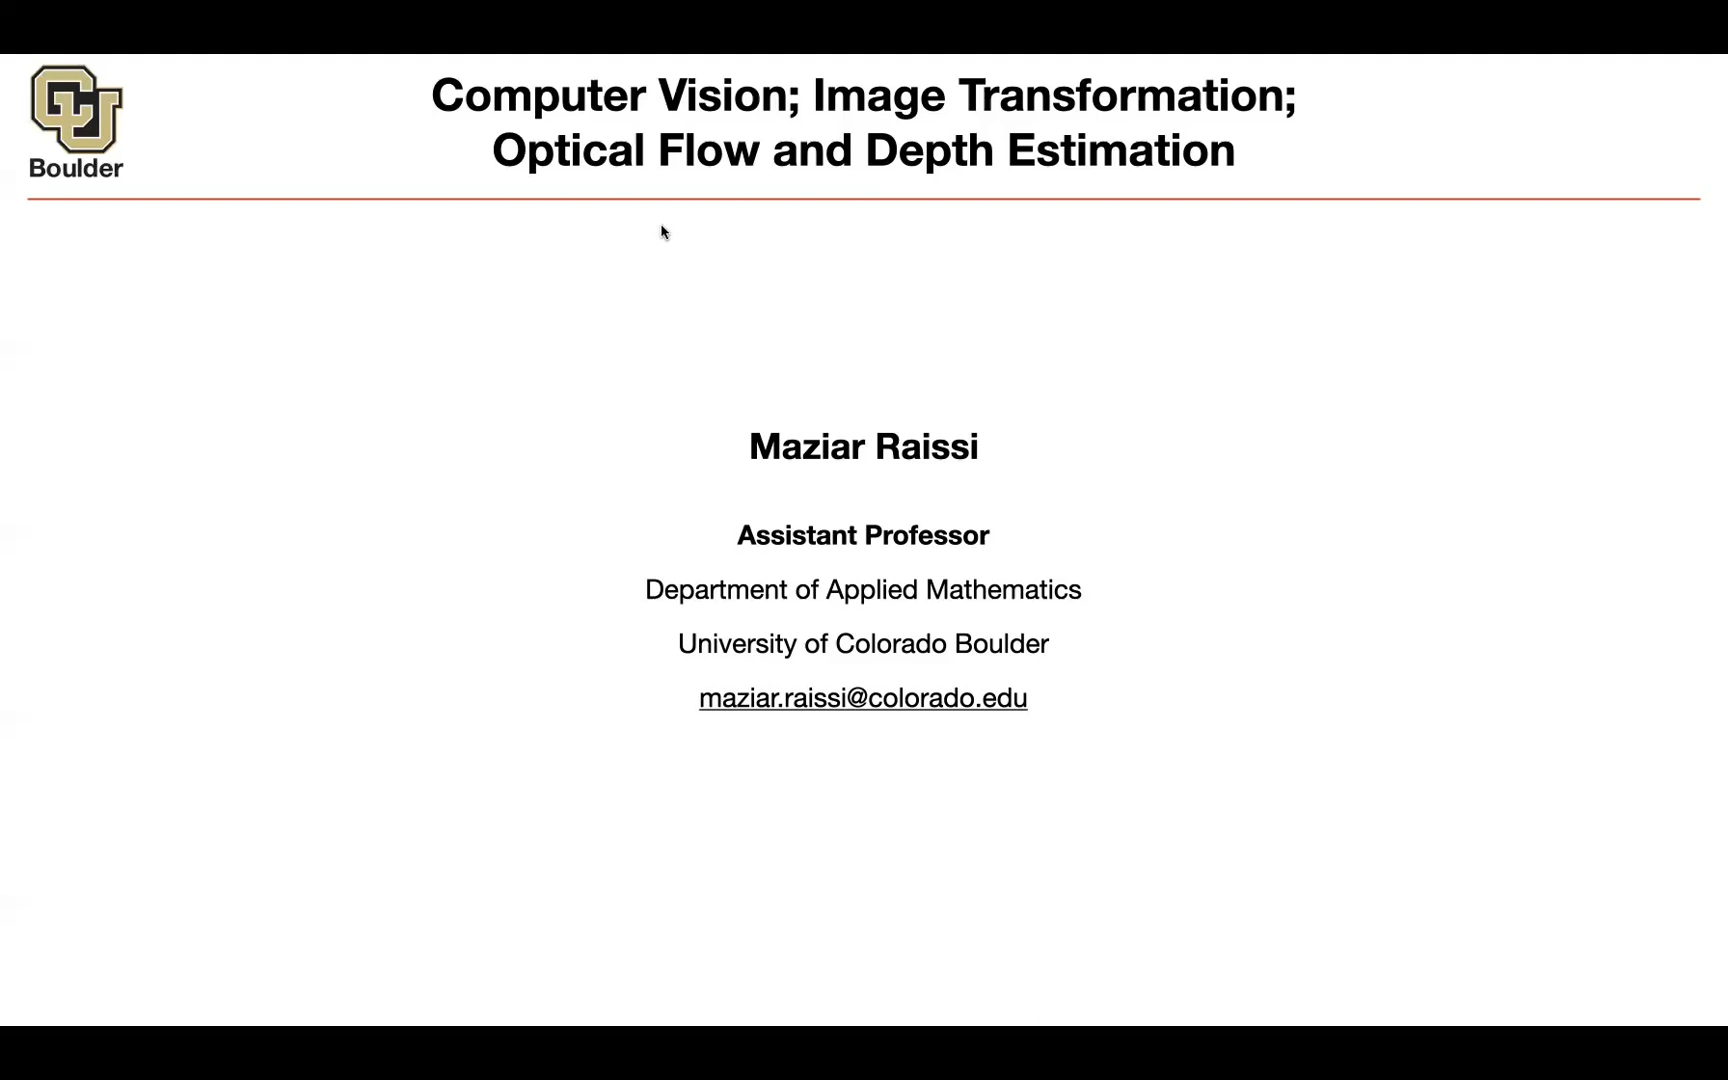 Computer Vision; Image Transformation;
Optical Flow and Depth Estimation
CU
Boulder
Maziar Raissi
Assistant Professor
Department of Applied Mathematics
University of Colorado Boulder
maziar.raissi@colorado.edu